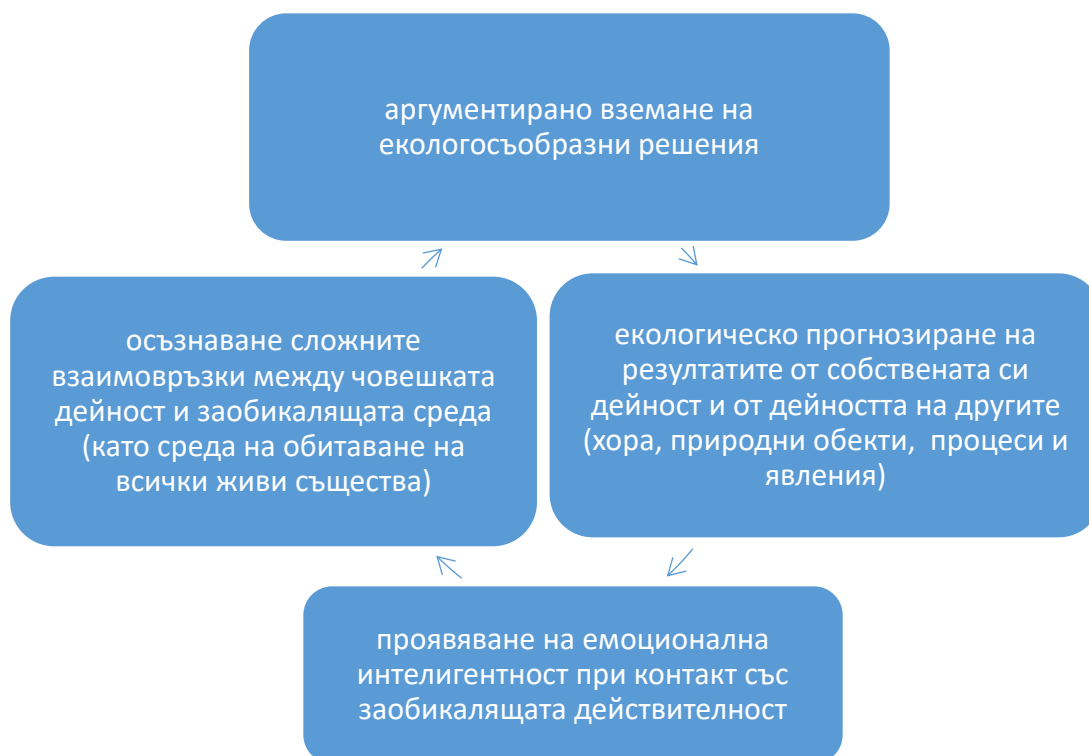 аргументирано вземане на
екологосъобразни решения
осъзнаване сложните
взаимовръзки между човешката
дейност и заобикалящата среда
(като среда на обитаване на
всички живи същества)
екологическо прогнозиране на
резултатите от собствената си
дейност и от дейността на другите
(хора, природни обекти,  процеси и
явления)
проявяване на емоционална
интелигентност при контакт със
заобикалящата действителност